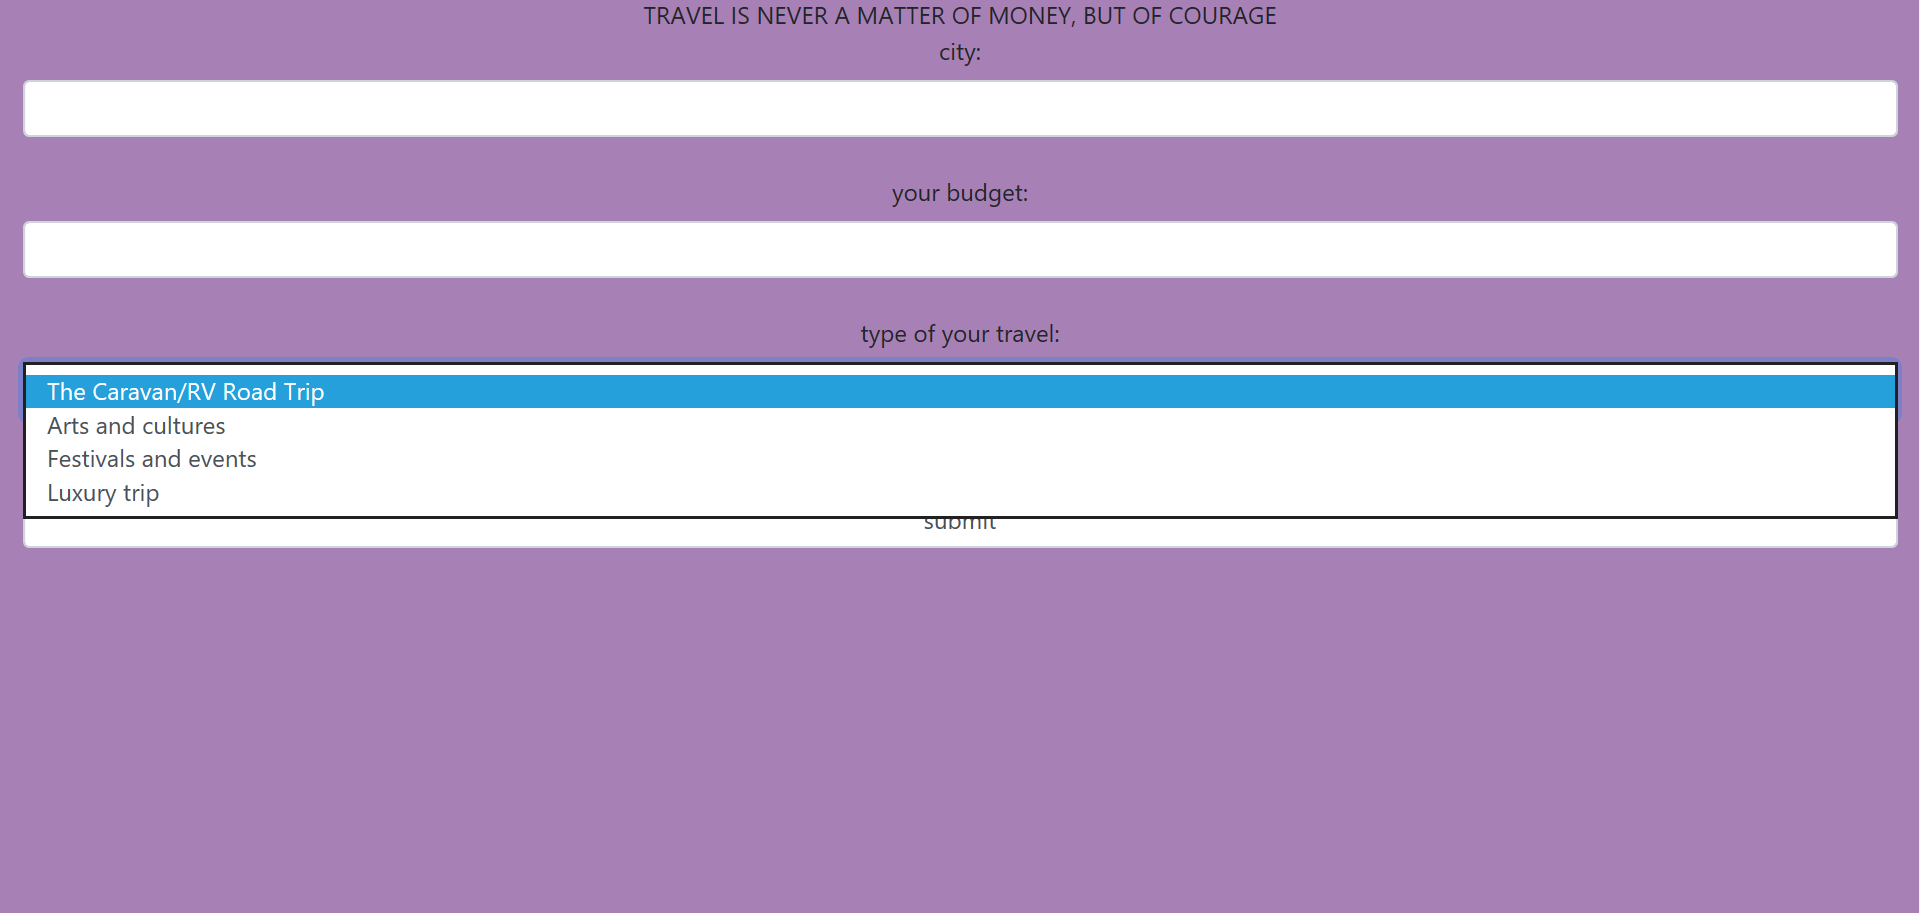 TRAVEL IS NEVER A MATTER OF MONEY, BUT OF COURAGE
city:
your budget:
type of your travel:
The Caravan/RV Road Trip
Arts and cultures
Festivals and events
Luxury trip
submit